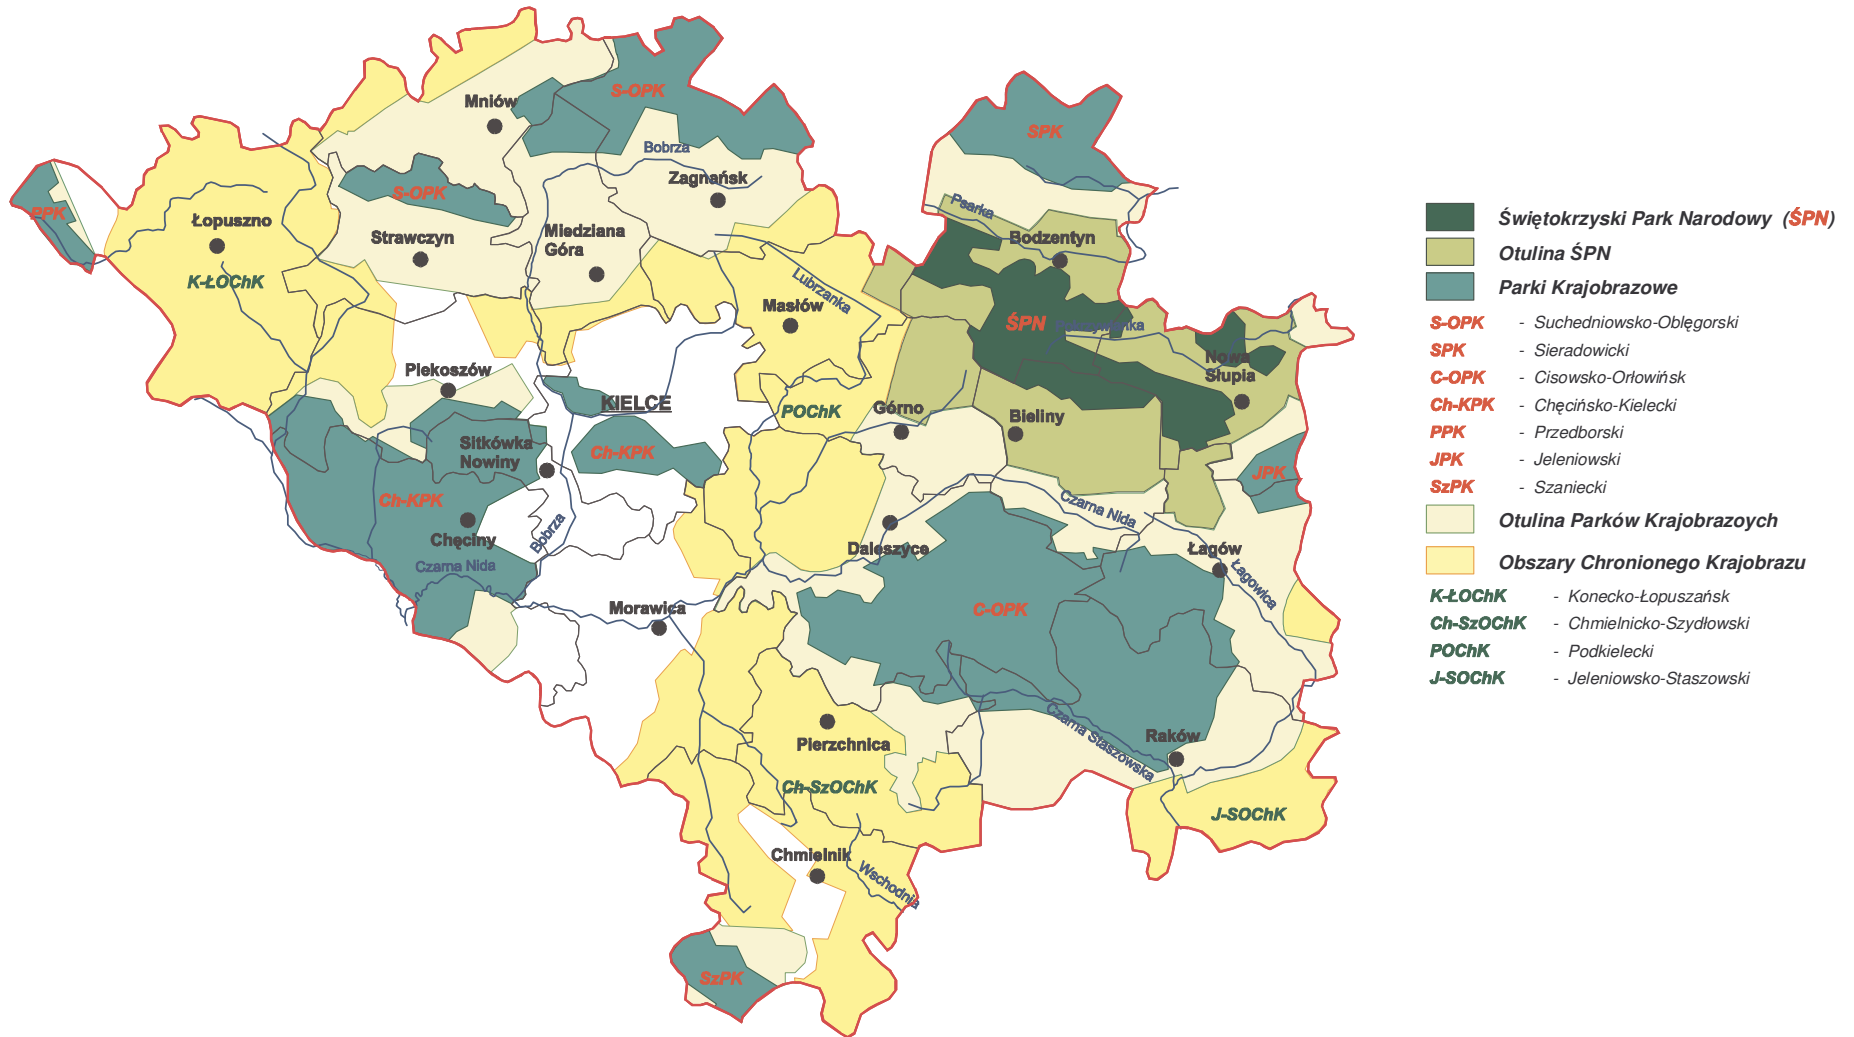 S-OPK
Mniów
SPK
Bobrza
Zagnańsk
S-OPK
PPK
Łopuszno
Strawczyn
Miedziana
Góra
Psarka
Bodzentyn
K-ŁOChK
Lubrzanka
Masłów
ŚPN
Nowa
Słupia
Piekoszów
KIELCE
POChK
Górno
Bieliny
Sitkówka
Nowiny
Ch-KPK
JPK
Ch-KPK
Chęciny
Bobrza
Czarna Nida
Czarna Nida
Daleszyce
Łagów
Łagowica
Morawica
C-OPK
Pierzchnica
Czarna Staszowska
Raków
Ch-SzOChK
J-SOChK
Chmielnik
Wschodnia
SzPK
Świętokrzyski Park Narodowy (ŚPN)
Otulina ŚPN
Parki Krajobrazowe
S-OPK - Suchedniowsko-Oblęgorski
SPK - Sieradowicki
C-OPK - Cisowsko-Orłowińsk
Ch-KPK - Chęcińsko-Kielecki
PPK - Przedborski
JPK - Jeleniowski
SzPK - Szaniecki
Otulina Parków Krajobrazoych
Obszary Chronionego Krajobrazu
K-ŁOChK - Konecko-Łopuszańsk
Ch-SzOChK - Chmielnicko-Szydłowski
POChK - Podkielecki
J-SOChK - Jeleniowsko-Staszowski